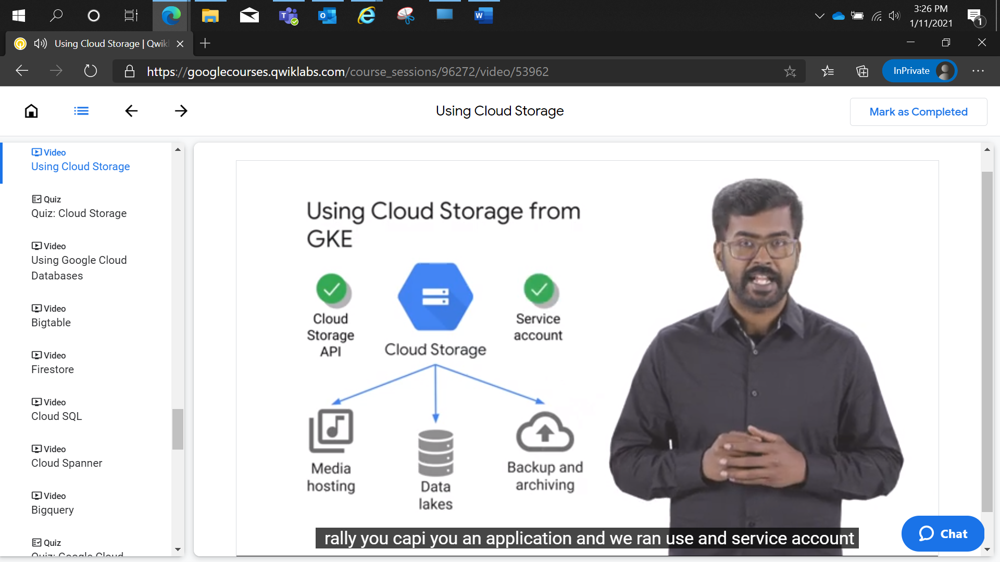 3:26 PM
1/11/2021
1
Using Cloud Storage | Qwikl
https://googlecourses.qwiklabs.com/course_sessions/96272/video/53962
InPrivate
Using Cloud Storage
Mark as Completed
Video
Using Cloud Storage
Quiz
Quiz: Cloud Storage
Video
Using Google Cloud
Databases
Video
Bigtable
Video
Firestore
Video
Cloud SQL
Video
Cloud Spanner
Video
Bigquery
Quiz
Quiz: Google Cloud
Using Cloud Storage from
GKE
Cloud
Storage
API
Cloud Storage
Service
account
Media
hosting
Data
lakes
Backup and
archiving
rally you capi you an application and we ran use and service account
Chat